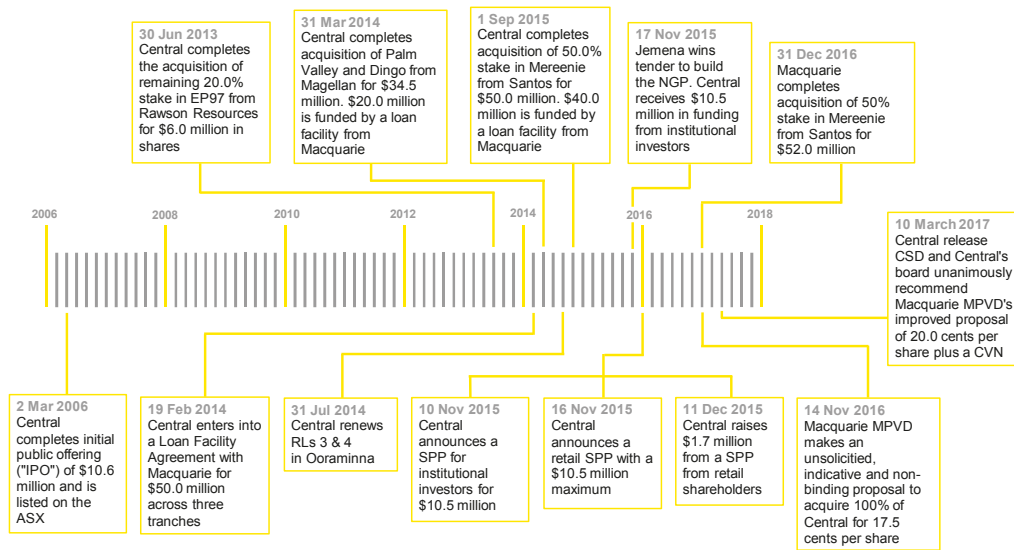 30 Jun 2013
Central completes
the acquisition of
remaining 20.0%
stake in EP97 from
Rawson Resources
for $6.0 million in
shares
31 Mar 2014
Central completes
acquisition of Palm
Valley and Dingo from
Magellan for $34.5
million. $20.0 million
is funded by a loan
facility from
Macquarie
1 Sep 2015
Central completes
acquisition of 50.0%
stake in Mereenie
from Santos for
$50.0 million. $40.0
million is funded by
a loan facility from
Macquarie
17 Nov 2015
Jemena wins
tender to build
the NGP. Central
receives $10.5
million in funding
from institutional
investors
31 Dec 2016
Macquarie
completes
acquisition of 50%
stake in Mereenie
from Santos for
$52.0 million
2006
2008
2010
2012
2014
2016
2018
10 March 2017
Central release
CSD and Central's
board unanimously
recommend
Macquarie MPVD's
improved proposal
of 20.0 cents per
share plus a CVN
2 Mar 2006
Central
completes initial
public offering
("IPO") of $10.6
million and is
listed on the
ASX
19 Feb 2014
Central enters into
a Loan Facility
Agreement with
Macquarie for
$50.0 million
across three
tranches
31 Jul 2014
Central renews
RLs 3 & 4
in Ooraminna
10 Nov 2015
Central
announces a
SPP for
institutional
investors for
$10.5 million
16 Nov 2015
Central
announces a
retail SPP with a
$10.5 million
maximum
11 Dec 2015
Central raises
$1.7 million
from a SPP
from retail
shareholders
14 Nov 2016
Macquarie MPVD
makes an
unsolicitied,
indicative and non-
binding proposal to
acquire 100% of
Central for 17.5
cents per share